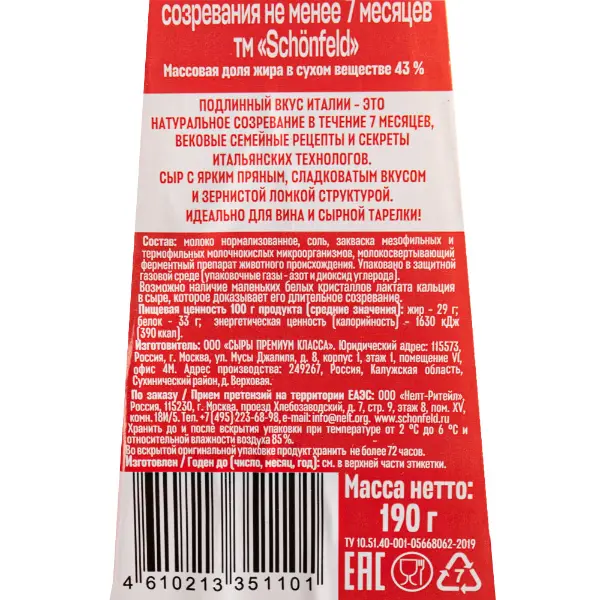 созревания не менее 7 месяцев
тм «Schönfeld»
Массовая доля жира в сухом веществе 43 %
ПОДЛИННЫЙ ВКУС ИТАЛИИ - ЭТО
НАТУРАЛЬНОЕ СОЗРЕВАНИЕ В ТЕЧЕНИЕ 7 МЕСЯЦЕВ,
ВЕКОВЫЕ СЕМЕЙНЫЕ РЕЦЕПТЫ И СЕКРЕТЫ
ИТАЛЬЯНСКИХ ТЕХНОЛОГОВ.
СЫР С ЯРКИМ ПРЯНЫМ, СЛАДКОВАТЫМ ВКУСОМ
И ЗЕРНИСТОЙ ЛОМКОЙ СТРУКТУРОЙ.
ИДЕАЛЬНО ДЛЯ ВИНА И СЫРНОЙ ТАРЕЛКИ!
Состав: молоко нормализованное, соль, закваска мезофильных и
термофильных молочнокислых микроорганизмов, молокосвертывающий
ферментный препарат животного происхождения. Упаковано в защитной
газовой среде (упаковочные газы - азот и диоксид углерода).
Возможно наличие маленьких белых кристаллов лактата кальция
в сыре, которое доказывает его длительное созревание.
Пищевая ценность 100 г продукта (средние значения): жир - 29 г;
белок - 33 г; энергетическая ценность (калорийность) - 1630 кДж
(390 ккал).
Изготовитель: ООО «СЫРЫ ПРЕМИУМ КЛАССА». Юридический адрес: 115573,
Россия, г. Москва, ул. Мусы Джалиля, д. 8, корпус 1, этаж 1, помещение VI,
офис 4М. Адрес производства: 249267, Россия, Калужская область,
Сухинический район, д. Верховая.
По заказу / Прием претензий на территории ЕАЭС: ООО «Нелт-Ритейл»,
Россия, 115230, г. Москва, проезд Хлебозаводский, д. 7, стр. 9, этаж 8, пом. XV,
комн. 18И/S. Тел. +7 (495) 223-68-98, e-mail: info@nelt.org. www.schonfeld.ru
Хранить до и после вскрытия упаковки при температуре от 2 °C до 6 °C и
относительной влажности воздуха 85 %.
Во вскрытой оригинальной упаковке продукт хранить не более 72 часов.
Изготовлен / Годен до (число, месяц, год): см. в верхней части этикетки.
Масса нетто:
190 г
ТУ 10.51.40-001-05668062-2019
EAC
7
4 610213 351101